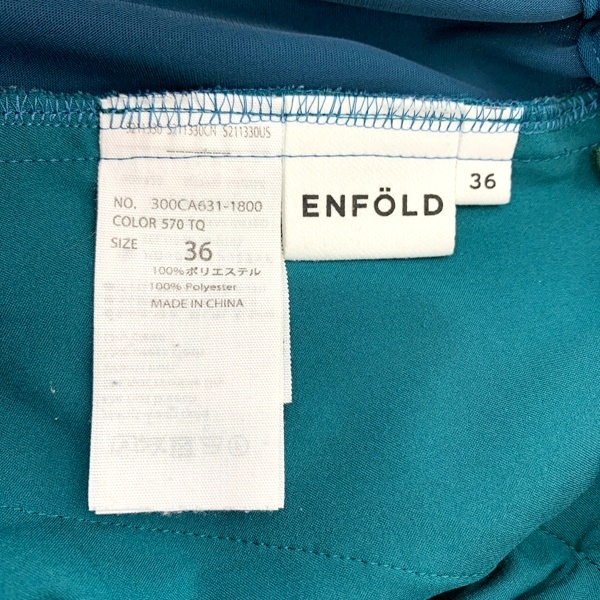 S211330 S211330CN S211330US
NO. 300CA631-1800
COLOR 570 TQ
SIZE 36
100%ポリエステル
100% Polyester
MADE IN CHINA
ENFÖLD
36